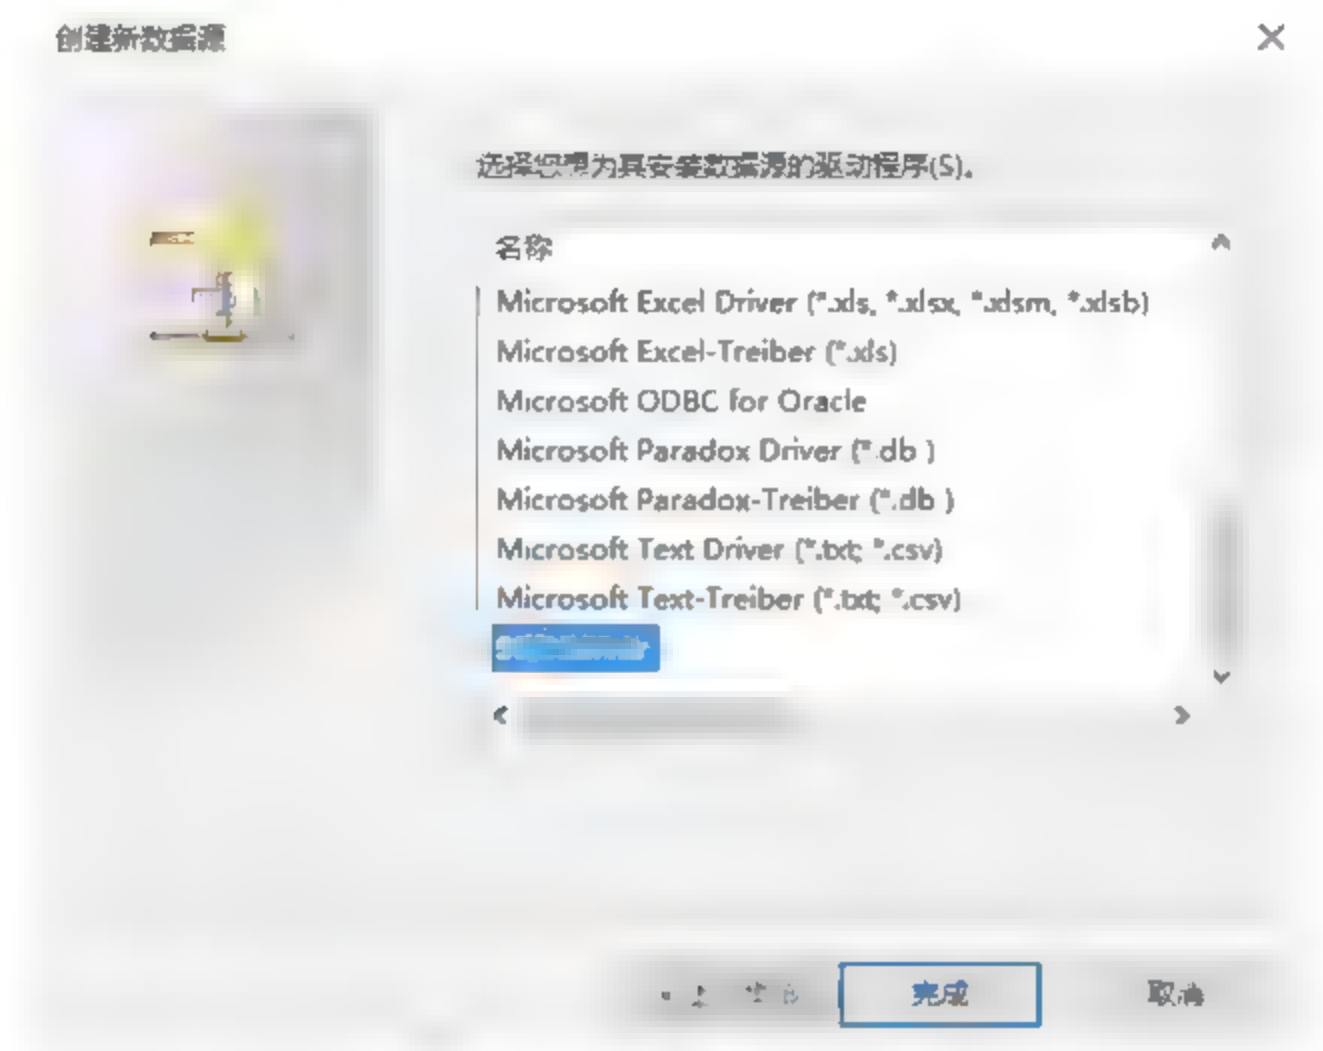 创建新数据源
选择您想为其安装数据源的驱动程序(S)。
名称
Microsoft Excel Driver (*.xls, *.xlsx, *.xlsm, *.xlsb)
Microsoft Excel-Treiber (*.xls)
Microsoft ODBC for Oracle
Microsoft Paradox Driver (*.db )
Microsoft Paradox-Treiber (*.db )
Microsoft Text Driver (*.txt; *.csv)
Microsoft Text-Treiber (*.txt; *.csv)
完成 取消